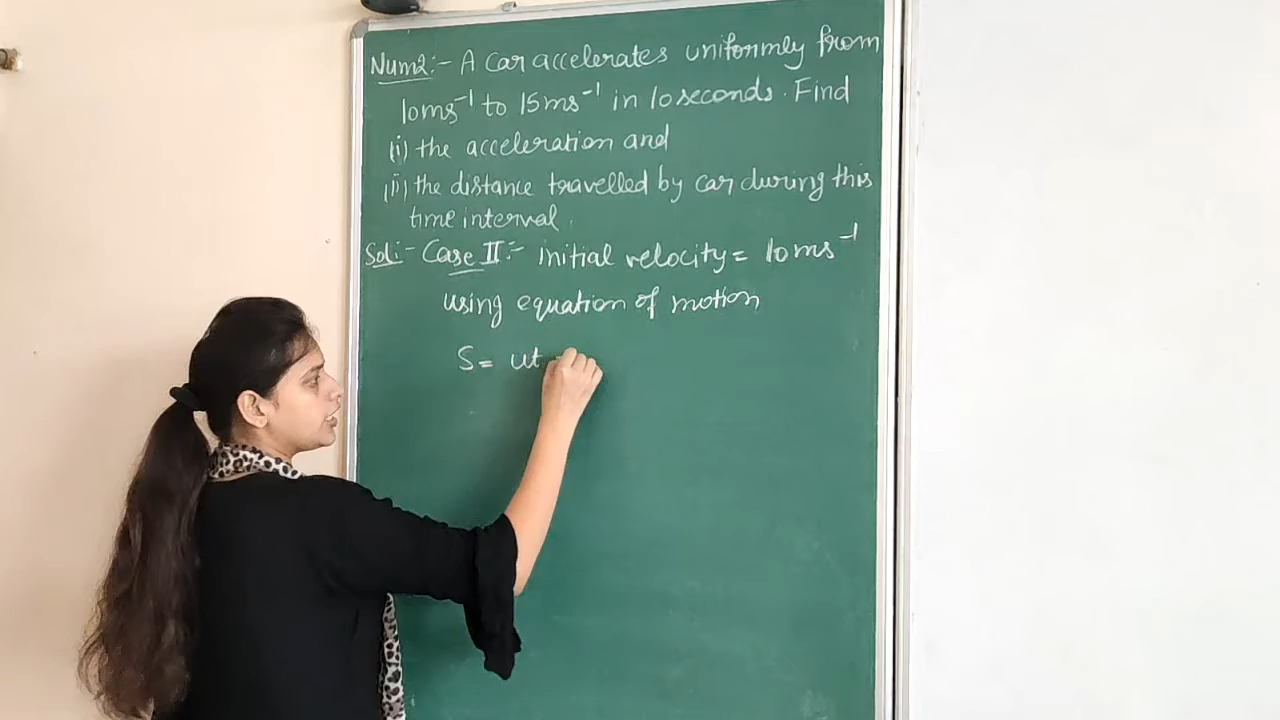 Num2:- A car accelerates uniformly from
10ms⁻¹ to 15ms⁻¹ in 10 seconds. Find
(i) the acceleration and
(ii) the distance travelled by car during this
time interval.
Sol:- Case II:- initial velocity = 10ms⁻¹
using equation of motion
S = ut